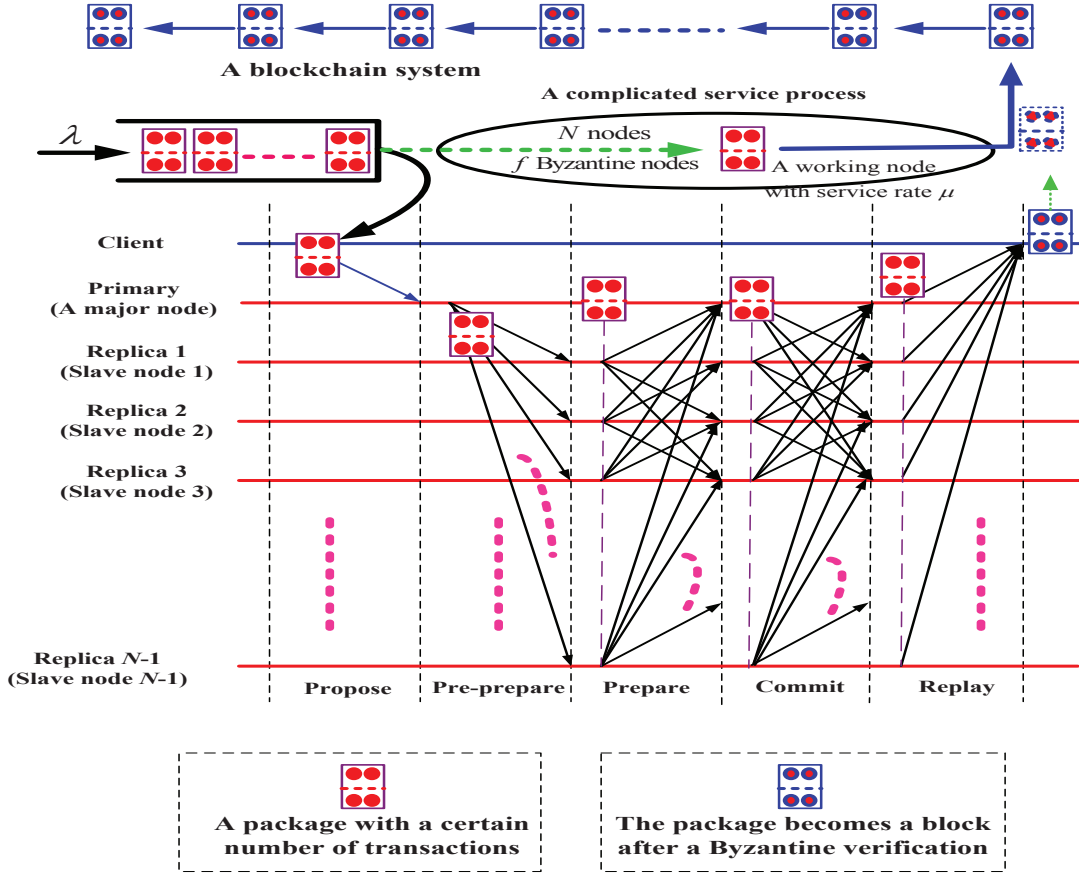 A blockchain system
A complicated service process
λ
N nodes
f Byzantine nodes
A working node
with service rate μ
Client
Primary
(A major node)
Replica 1
(Slave node 1)
Replica 2
(Slave node 2)
Replica 3
(Slave node 3)
Replica N-1
(Slave node N-1)
Propose
Pre-prepare
Prepare
Commit
Replay
A package with a certain
number of transactions
The package becomes a block
after a Byzantine verification